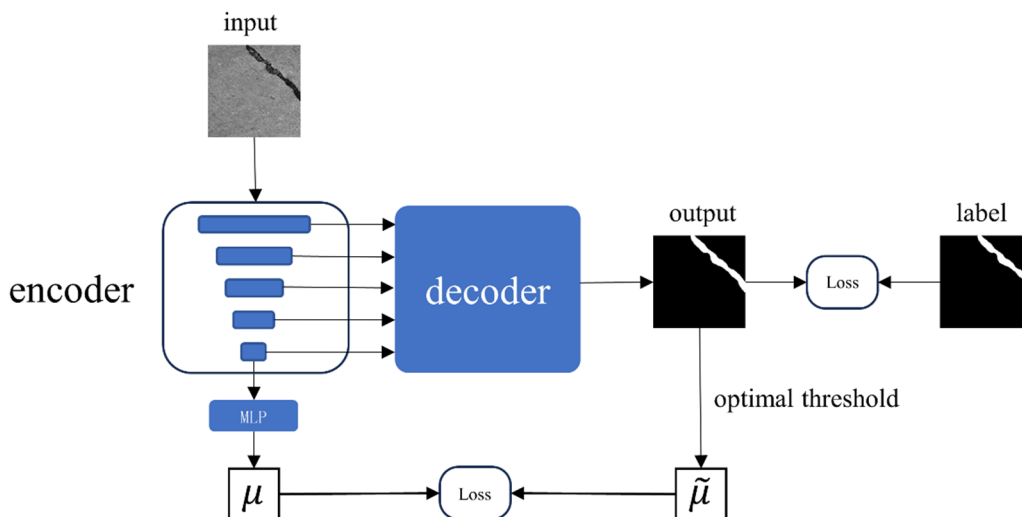 input
output
label
encoder
decoder
Loss
optimal threshold
MLP
μ
Loss
μ̃